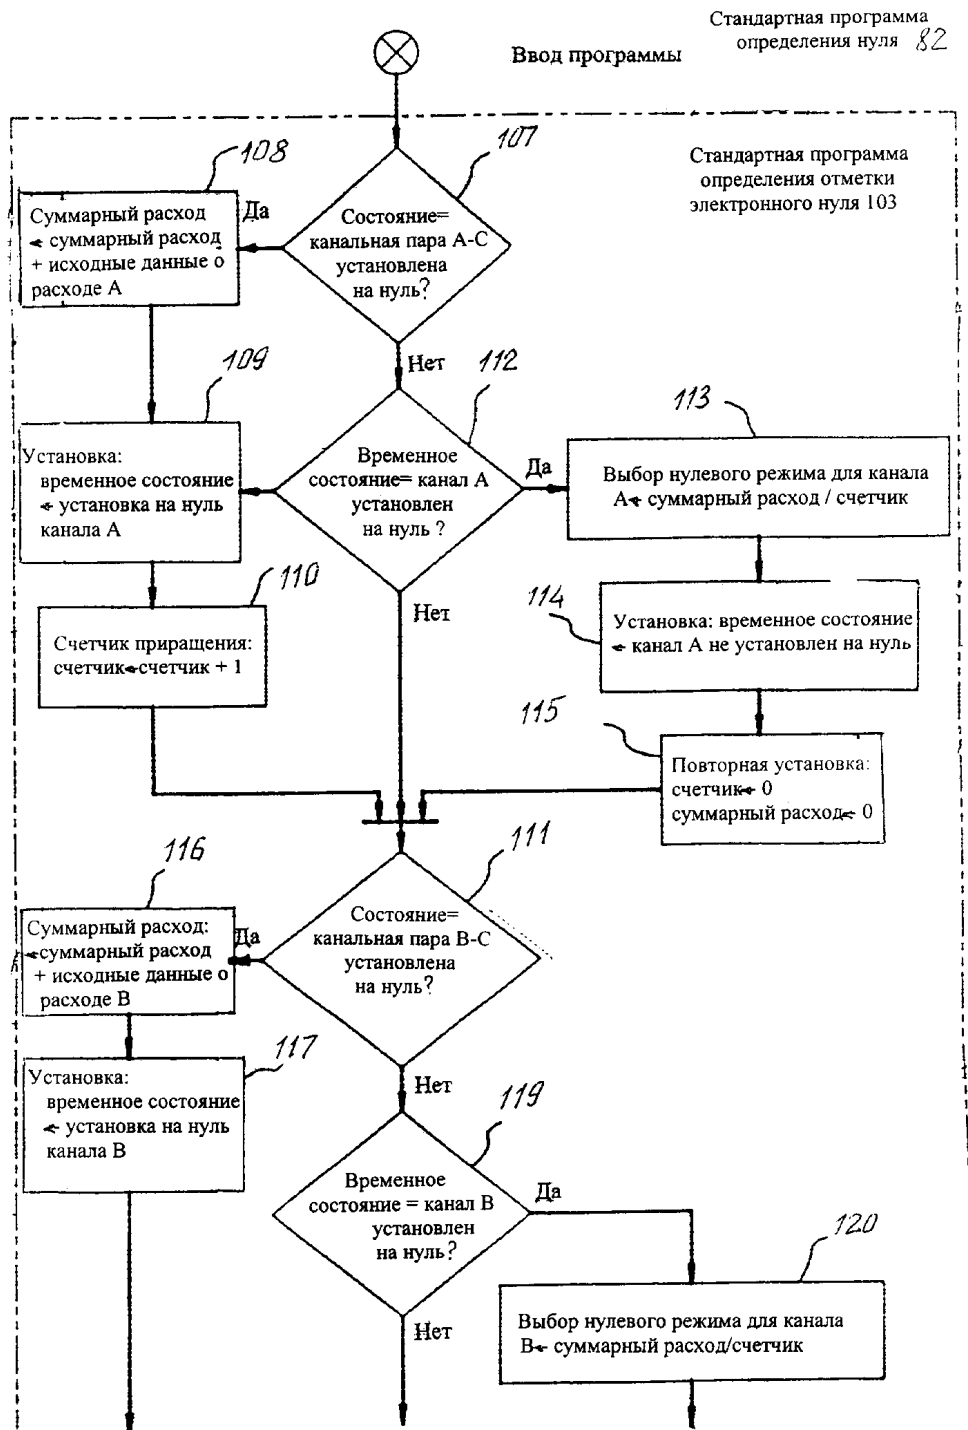 Стандартная программа
определения нуля 82
Ввод программы
Стандартная программа
определения отметки
электронного нуля 103
107
Состояние=
канальная пара А-С
установлена
на нуль?
Да
108
Суммарный расход
← суммарный расход
+ исходные данные о
расходе А
Нет
109
Установка:
временное состояние
← установка на нуль
канала А
112
Временное
состояние= канал А
установлен
на нуль ?
Да
113
Выбор нулевого режима для канала
А← суммарный расход / счетчик
110
Счетчик приращения:
счетчик←счетчик + 1
Нет
114
Установка: временное состояние
← канал А не установлен на нуль
115
Повторная установка:
счетчик← 0
суммарный расход← 0
111
Состояние=
канальная пара В-С
установлена
на нуль?
Да
116
Суммарный расход:
←суммарный расход
+ исходные данные о
расходе В
117
Установка:
временное состояние
← установка на нуль
канала В
Нет
119
Временное
состояние = канал В
установлен
на нуль?
Да
120
Выбор нулевого режима для канала
В← суммарный расход/счетчик
Нет